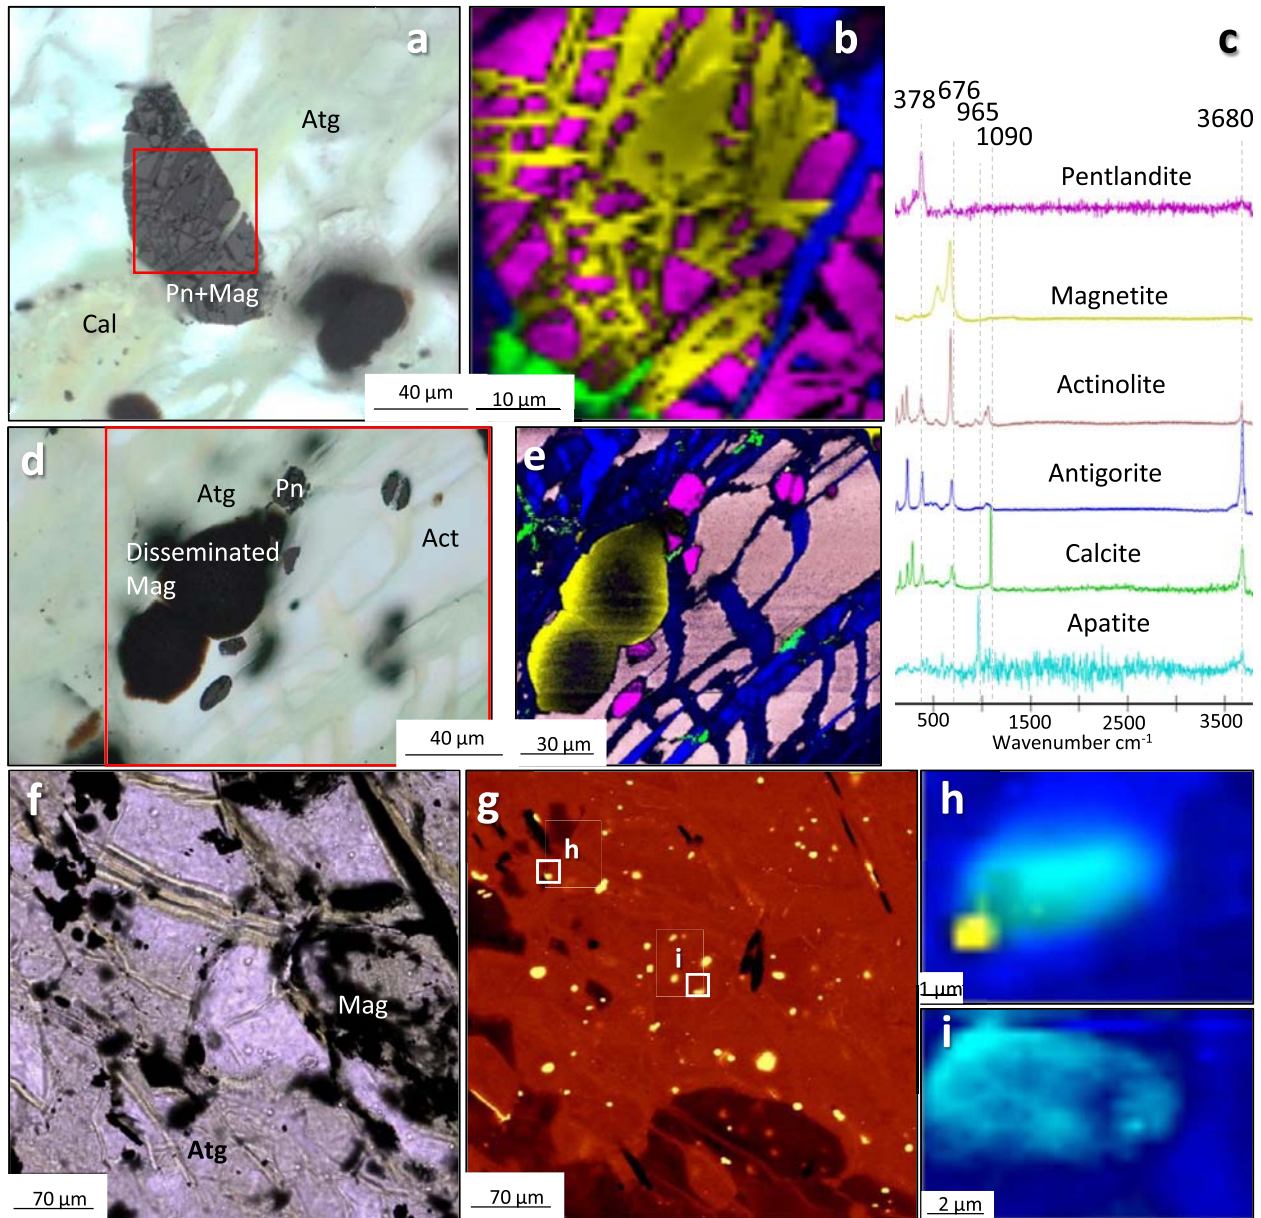 a
Atg
Pn+Mag
Cal
40 µm
b
10 µm
c
378
676
965
1090
3680
Pentlandite
Magnetite
Actinolite
Antigorite
Calcite
Apatite
500
1500
2500
3500
Wavenumber cm-1
d
Atg
Pn
Disseminated
Mag
Act
40 µm
e
30 µm
f
Mag
Atg
70 µm
g
h
i
70 µm
h
1 µm
i
2 µm